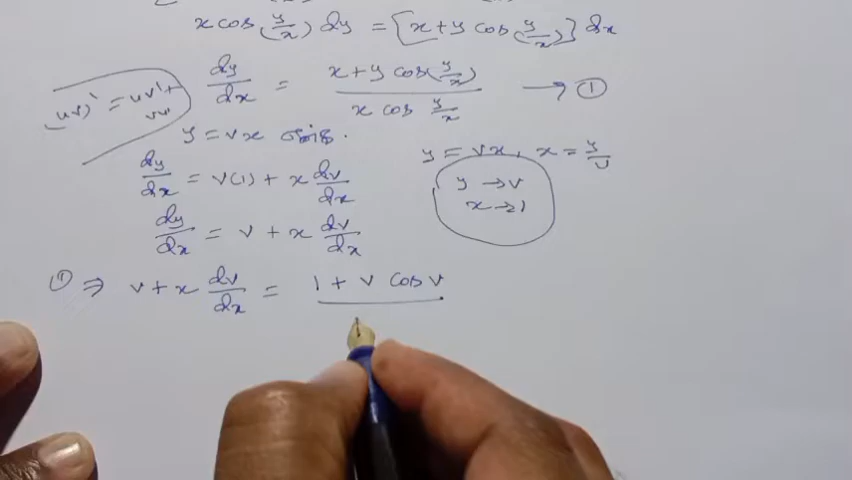 x cos (y/x) dy = [x + y cos (y/x)] dx
dy/dx = x + y cos (y/x) / x cos y/x → ①
(uv)' = uv' + vu'
y = vx என்க.
dy/dx = v(1) + x dv/dx
y = vx, x = y/v
y → v
x → 1
dy/dx = v + x dv/dx
① ⇒ v + x dv/dx = 1 + v cos v